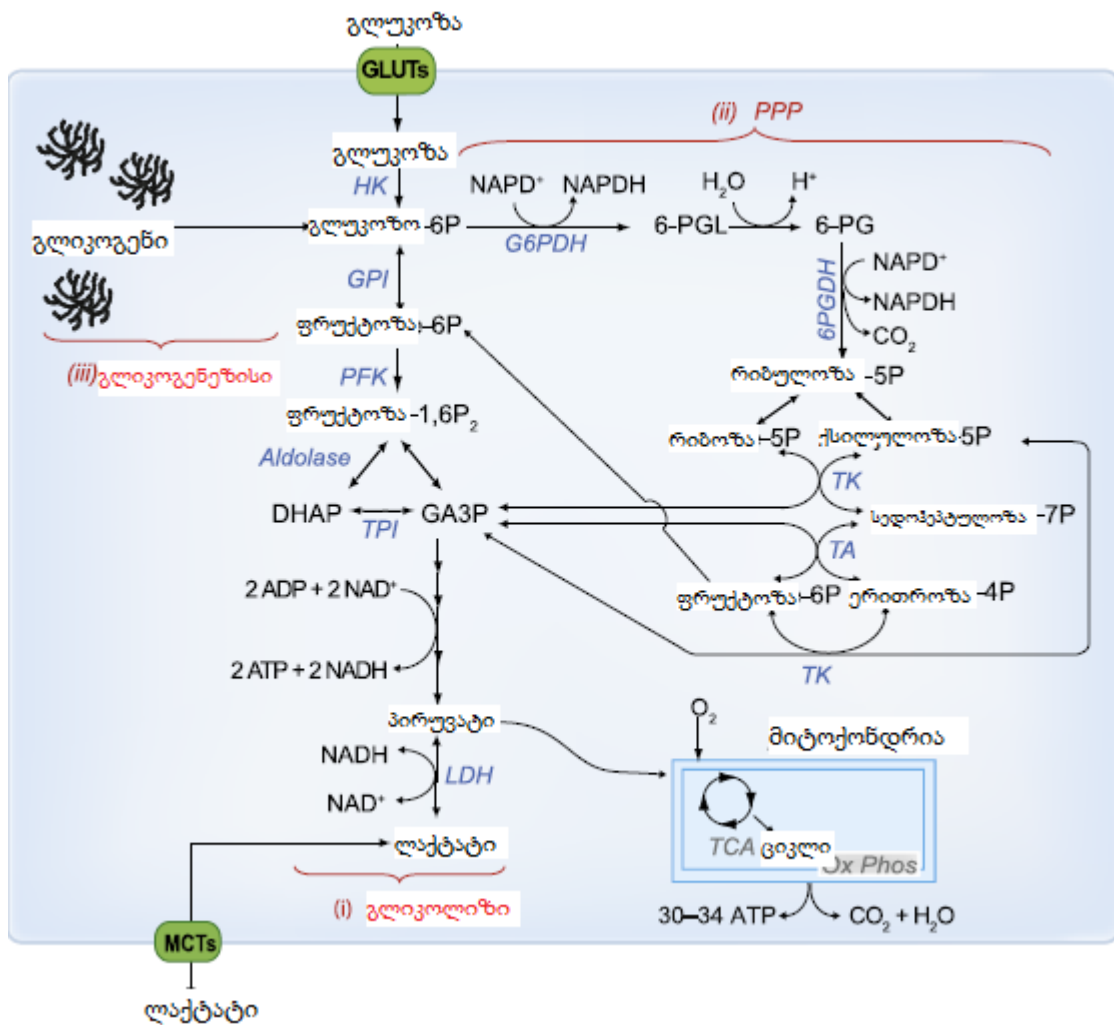 გლუკოზა
GLUTs
(ii) PPP
გლუკოზა
HK
NAPD⁺ NAPDH
H₂O H⁺
გლიკოგენი
გლუკოზო-6P
G6PDH
6-PGL
6-PG
GPI
6PGDH
NAPD⁺
NAPDH
CO₂
ფრუქტოზა-6P
(iii) გლიკოგენეზისი
PFK
რიბულოზა -5P
ფრუქტოზა-1,6P₂
რიბოზა-5P
ქსილულოზა-5P
Aldolase
TK
DHAP
TPI
GA3P
სედოჰეპტულოზა -7P
TA
2 ADP + 2 NAD⁺
ფრუქტოზა-6P
ერითროზა -4P
2 ATP + 2 NADH
TK
პირუვატი
O₂
მიტოქონდრია
NADH
LDH
NAD⁺
ლაქტატი
TCA ციკლი
Ox Phos
(i) გლიკოლიზი
30–34 ATP
CO₂ + H₂O
MCTs
ლაქტატი